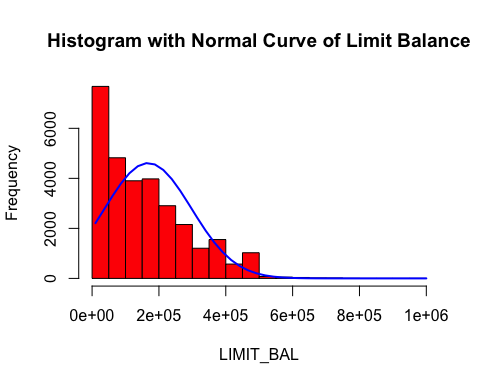 Histogram with Normal Curve of Limit Balance
Frequency
6000
4000
2000
0
0e+00 2e+05 4e+05 6e+05 8e+05 1e+06
LIMIT_BAL